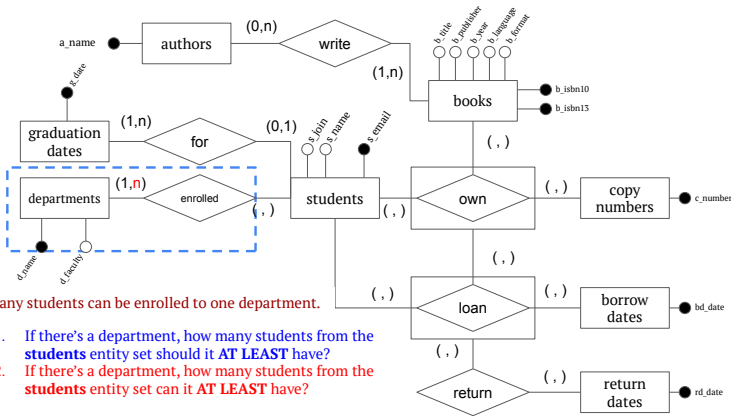 a_name
authors
(0,n)
write
(1,n)
b_title
b_publisher
b_year
b_language
b_format
books
b_isbn10
b_isbn13
( , )
g_date
graduation
dates
(1,n)
for
(0,1)
s_join
s_name
s_email
departments
(1,n)
enrolled
( , )
students
( , )
own
( , )
copy
numbers
c_number
d_name
d_faculty
( , )
( , )
loan
( , )
borrow
dates
bd_date
( , )
return
( , )
return
dates
rd_date
any students can be enrolled to one department.
. If there's a department, how many students from the
students entity set should it AT LEAST have?
. If there's a department, how many students from the
students entity set can it AT LEAST have?